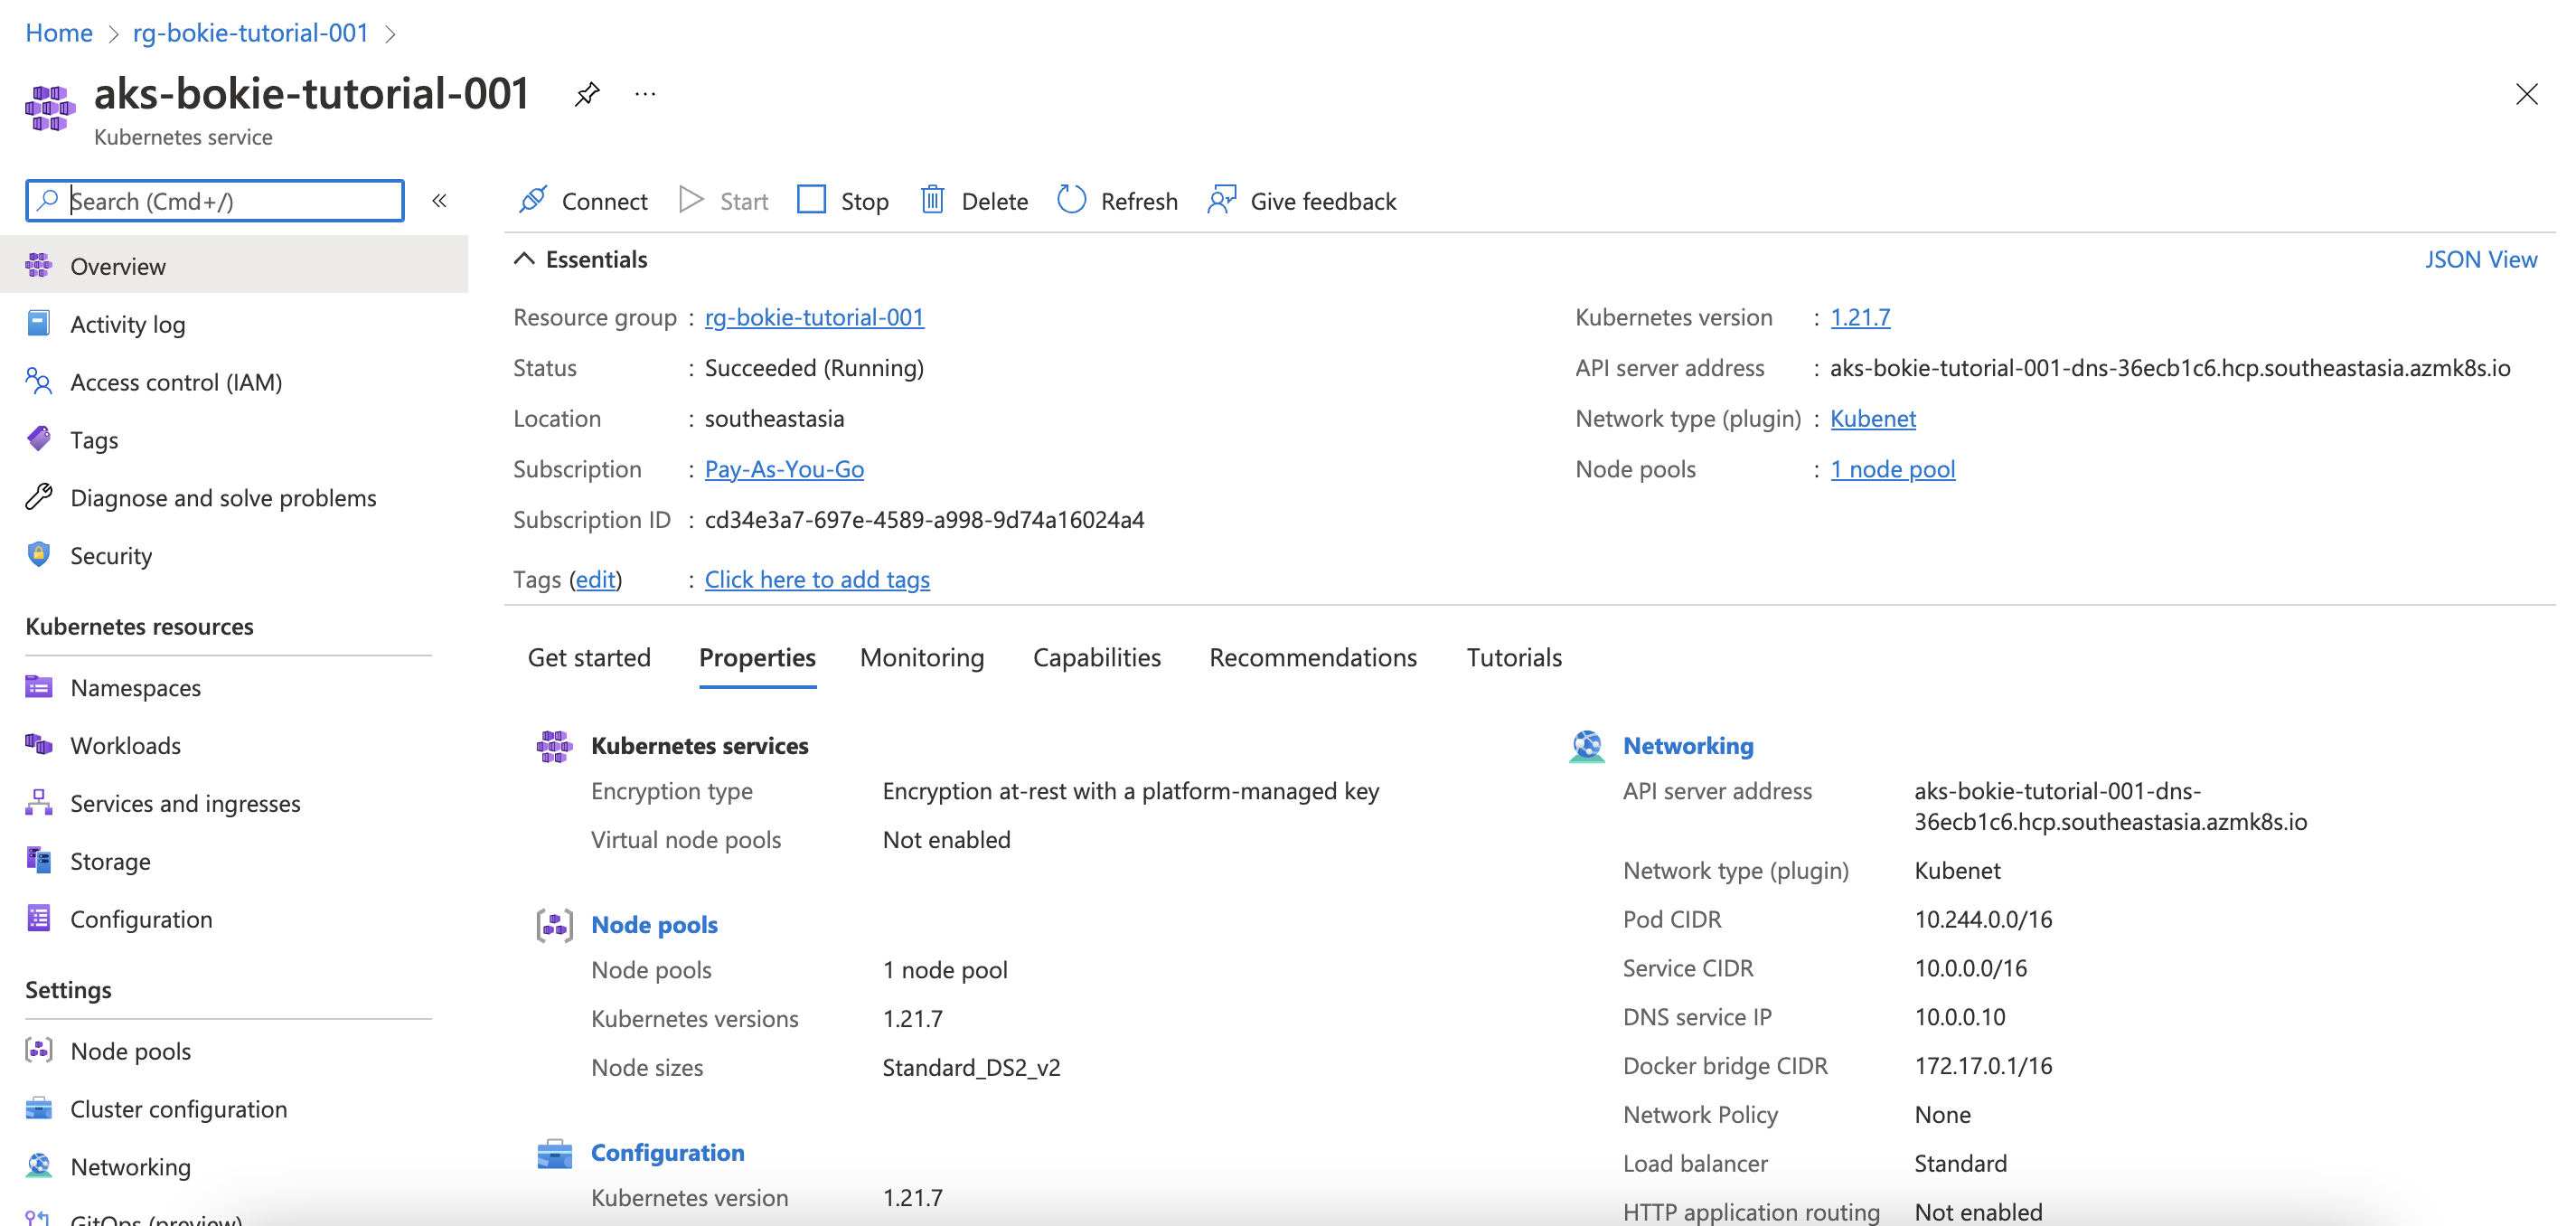 Home > rg-bokie-tutorial-001 >
aks-bokie-tutorial-001
Kubernetes service
Search (Cmd+/)
«
Connect
Start
Stop
Delete
Refresh
Give feedback
Overview
Activity log
Access control (IAM)
Tags
Diagnose and solve problems
Security
Kubernetes resources
Namespaces
Workloads
Services and ingresses
Storage
Configuration
Settings
Node pools
Cluster configuration
Networking
GitOps (preview)
Essentials
JSON View
Resource group : rg-bokie-tutorial-001
Status : Succeeded (Running)
Location : southeastasia
Subscription : Pay-As-You-Go
Subscription ID : cd34e3a7-697e-4589-a998-9d74a16024a4
Tags (edit) : Click here to add tags
Kubernetes version : 1.21.7
API server address : aks-bokie-tutorial-001-dns-36ecb1c6.hcp.southeastasia.azmk8s.io
Network type (plugin) : Kubenet
Node pools : 1 node pool
Get started
Properties
Monitoring
Capabilities
Recommendations
Tutorials
Kubernetes services
Encryption type Encryption at-rest with a platform-managed key
Virtual node pools Not enabled
Node pools
Node pools 1 node pool
Kubernetes versions 1.21.7
Node sizes Standard_DS2_v2
Configuration
Kubernetes version 1.21.7
Networking
API server address aks-bokie-tutorial-001-dns-
36ecb1c6.hcp.southeastasia.azmk8s.io
Network type (plugin) Kubenet
Pod CIDR 10.244.0.0/16
Service CIDR 10.0.0.0/16
DNS service IP 10.0.0.10
Docker bridge CIDR 172.17.0.1/16
Network Policy None
Load balancer Standard
HTTP application routing Not enabled